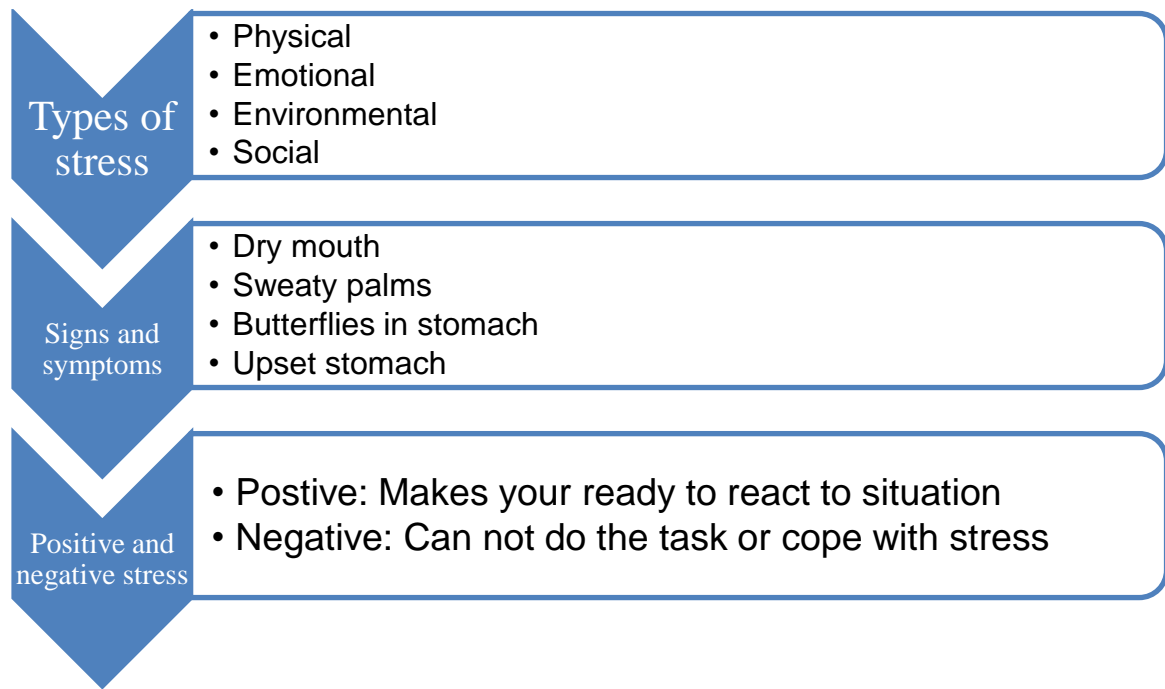 Types of
stress
• Physical
• Emotional
• Environmental
• Social
Signs and
symptoms
• Dry mouth
• Sweaty palms
• Butterflies in stomach
• Upset stomach
Positive and
negative stress
• Postive: Makes your ready to react to situation
• Negative: Can not do the task or cope with stress